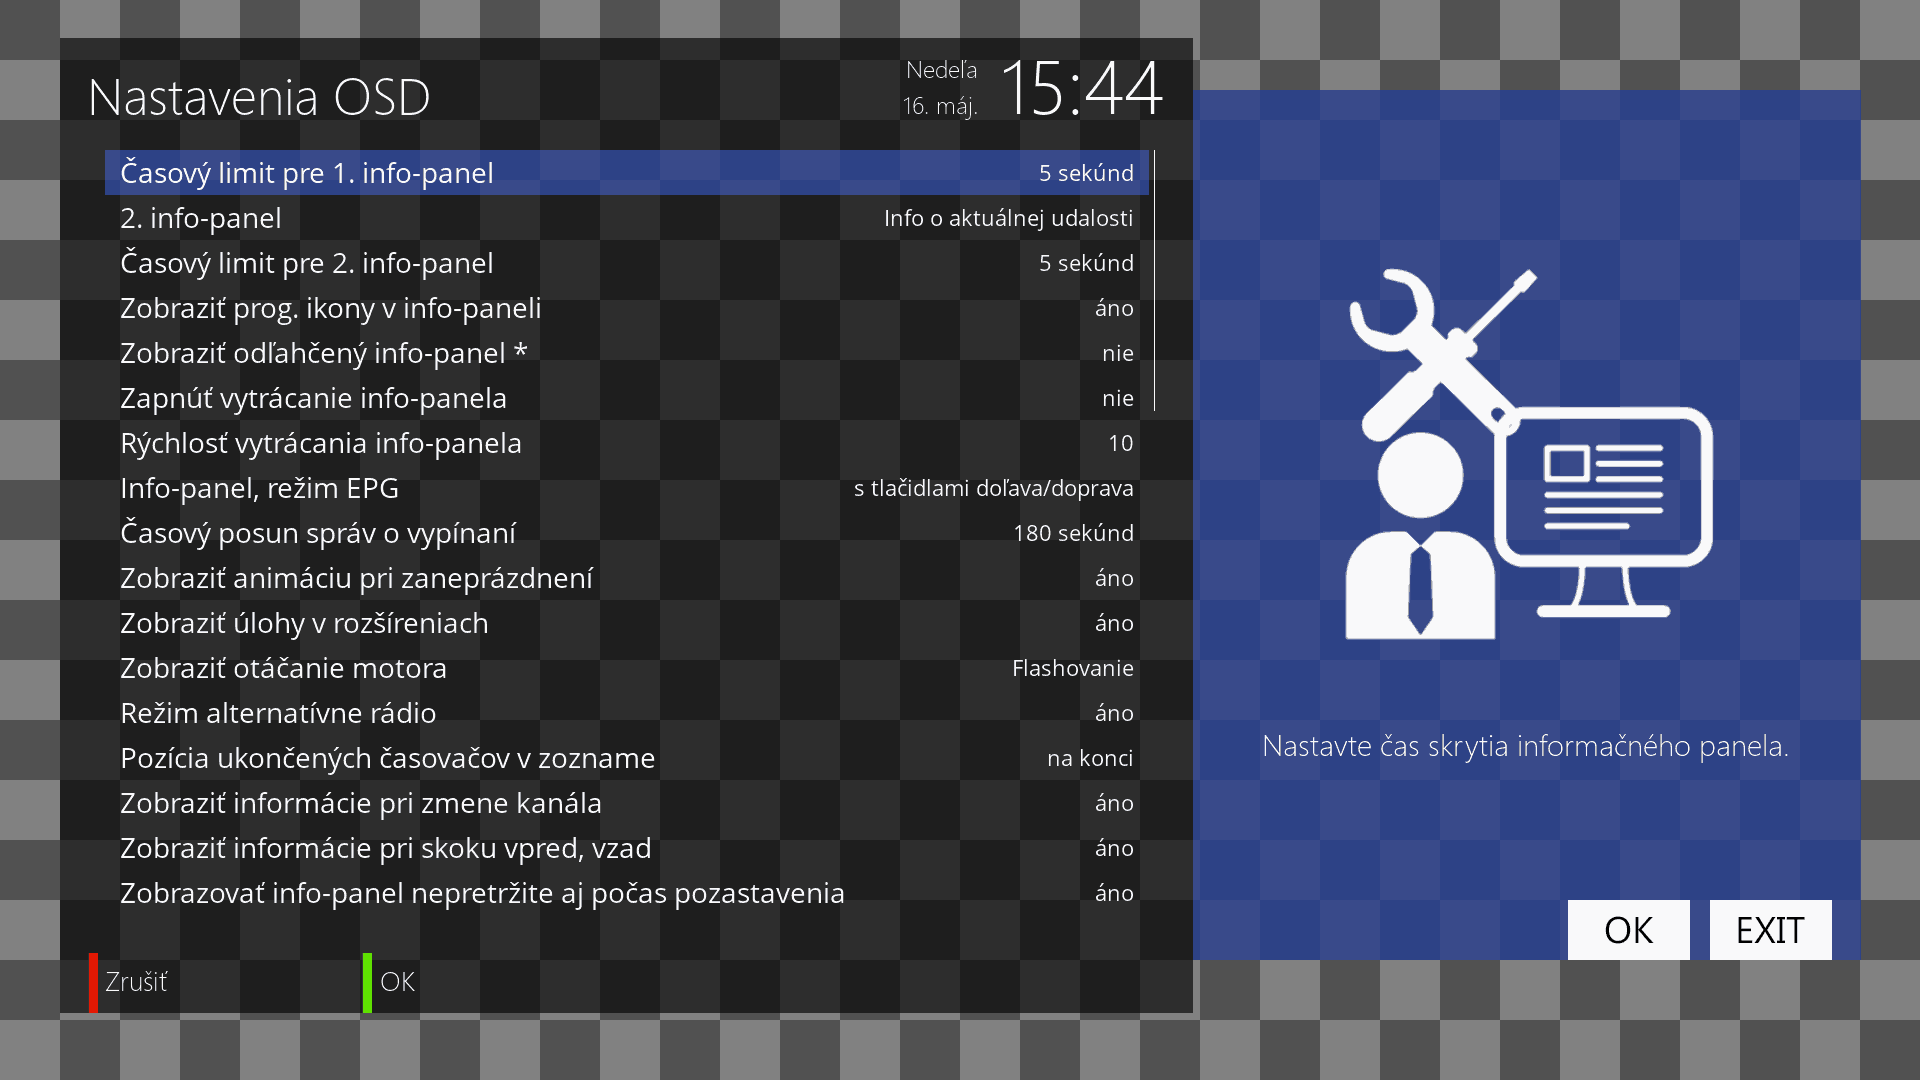 Nastavenia OSD
Nedeľa
16. máj.
15:44
Časový limit pre 1. info-panel 5 sekúnd
2. info-panel Info o aktuálnej udalosti
Časový limit pre 2. info-panel 5 sekúnd
Zobraziť prog. ikony v info-paneli áno
Zobraziť odľahčený info-panel * nie
Zapnúť vytrácanie info-panela nie
Rýchlosť vytrácania info-panela 10
Info-panel, režim EPG s tlačidlami doľava/doprava
Časový posun správ o vypínaní 180 sekúnd
Zobraziť animáciu pri zaneprázdnení áno
Zobraziť úlohy v rozšíreniach áno
Zobraziť otáčanie motora Flashovanie
Režim alternatívne rádio áno
Pozícia ukončených časovačov v zozname na konci
Zobraziť informácie pri zmene kanála áno
Zobraziť informácie pri skoku vpred, vzad áno
Zobrazovať info-panel nepretržite aj počas pozastavenia áno
Zrušiť OK
Nastavte čas skrytia informačného panela.
OK EXIT